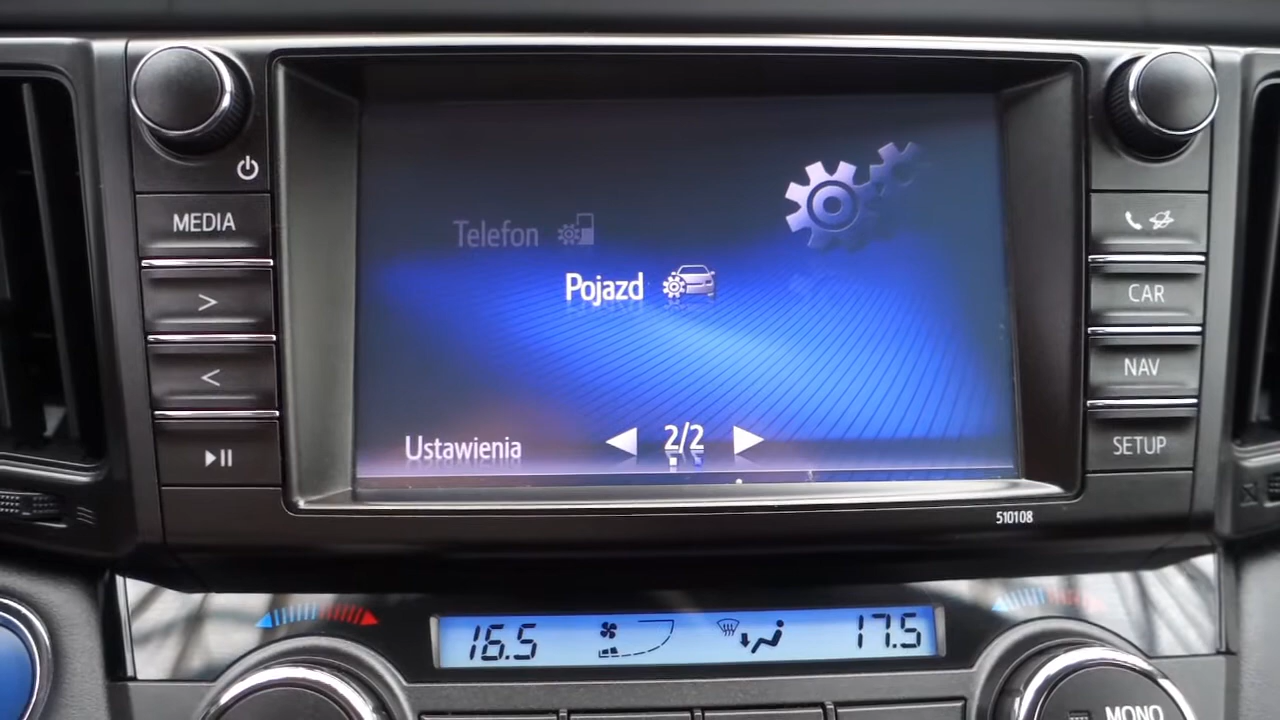 MEDIA
>
<
Telefon
Pojazd
Ustawienia
2/2
CAR
NAV
SETUP
510108
16.5
17.5
MONO